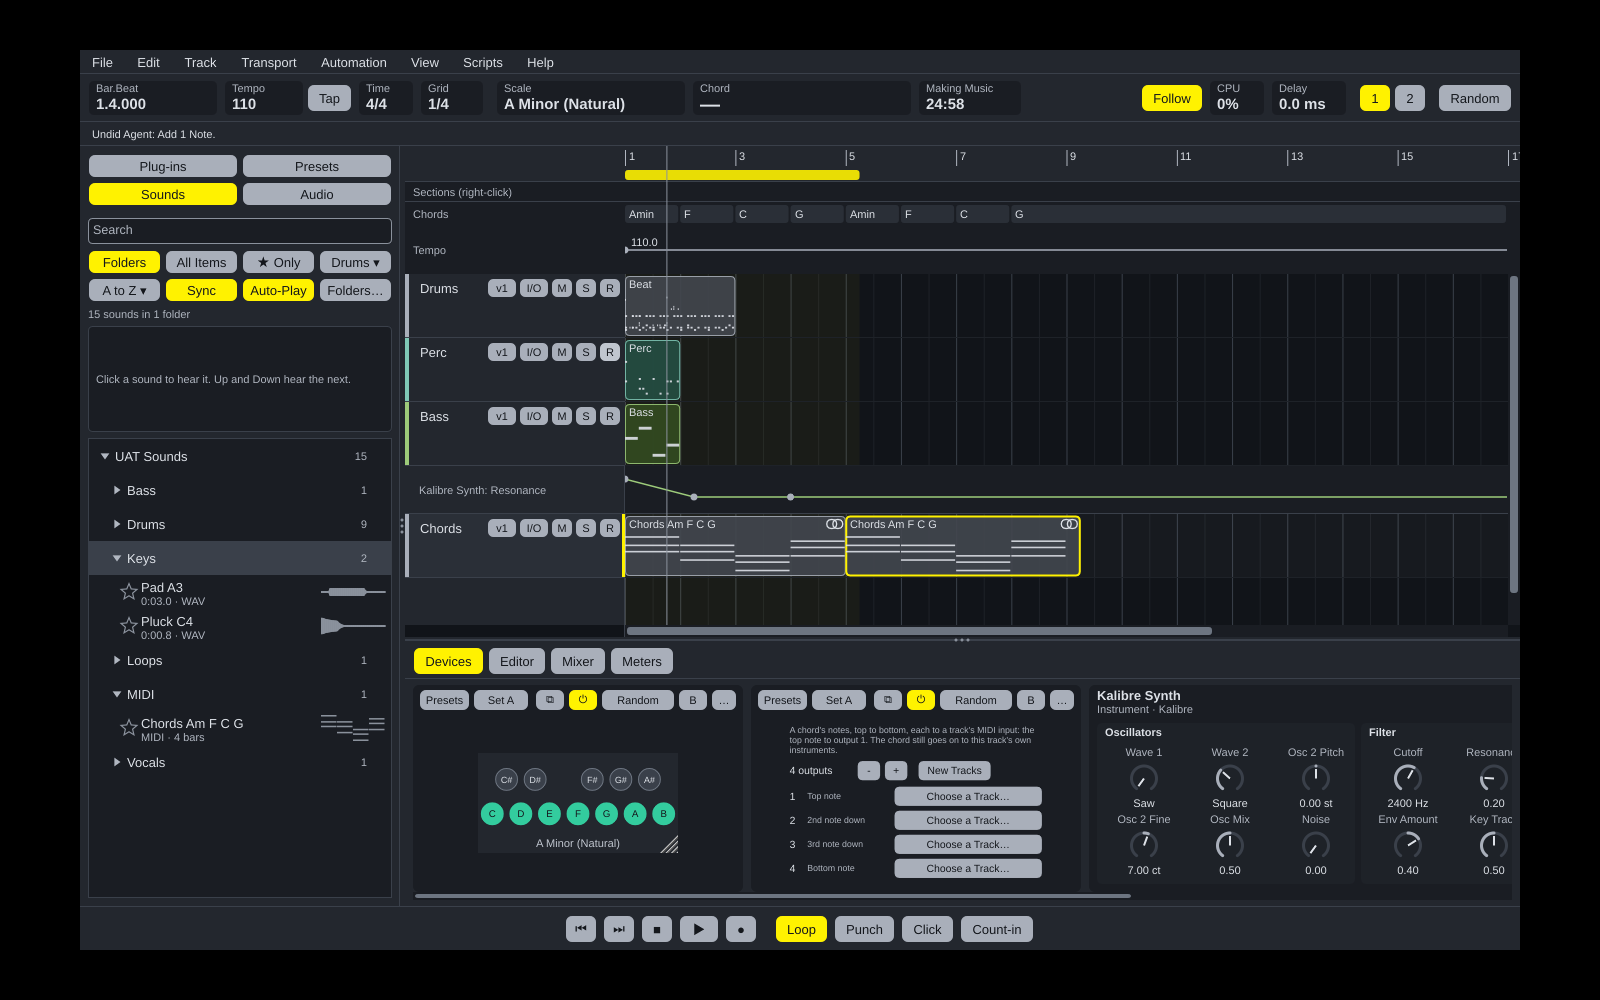 File Edit Track Transport Automation View Scripts Help
Bar.Beat Tempo Time Grid Scale Chord Making Music CPU Delay
1.4.000 110 Tap 4/4 1/4 A Minor (Natural) — 24:58 Follow 0% 0.0 ms 1 2 Random
Undid Agent: Add 1 Note.
Plug-ins Presets
Sounds Audio
Search
Folders All Items ★ Only Drums ▾
A to Z ▾ Sync Auto-Play Folders…
15 sounds in 1 folder
Click a sound to hear it. Up and Down hear the next.
UAT Sounds 15
Bass 1
Drums 9
Keys 2
Pad A3
0:03.0 · WAV
Pluck C4
0:00.8 · WAV
Loops 1
MIDI 1
Chords Am F C G
MIDI · 4 bars
Vocals 1
1 3 5 7 9 11 13 15
Sections (right-click)
Chords Amin F C G Amin F C G
Tempo 110.0
Drums v1 I/O M S R Beat
Perc v1 I/O M S R Perc
Bass v1 I/O M S R Bass
Kalibre Synth: Resonance
Chords v1 I/O M S R Chords Am F C G Chords Am F C G
Devices Editor Mixer Meters
Presets Set A Random B …
C# D# F# G# A#
C D E F G A B
A Minor (Natural)
Presets Set A Random B …
A chord's notes, top to bottom, each to a track's MIDI input: the
top note to output 1. The chord still goes on to this track's own
instruments.
4 outputs - + New Tracks
1 Top note Choose a Track…
2 2nd note down Choose a Track…
3 3rd note down Choose a Track…
4 Bottom note Choose a Track…
Kalibre Synth
Instrument · Kalibre
Oscillators Filter
Wave 1 Wave 2 Osc 2 Pitch Cutoff
Saw Square 0.00 st 2400 Hz 0.20
Osc 2 Fine Osc Mix Noise Env Amount
7.00 ct 0.50 0.00 0.40 0.50
Loop Punch Click Count-in